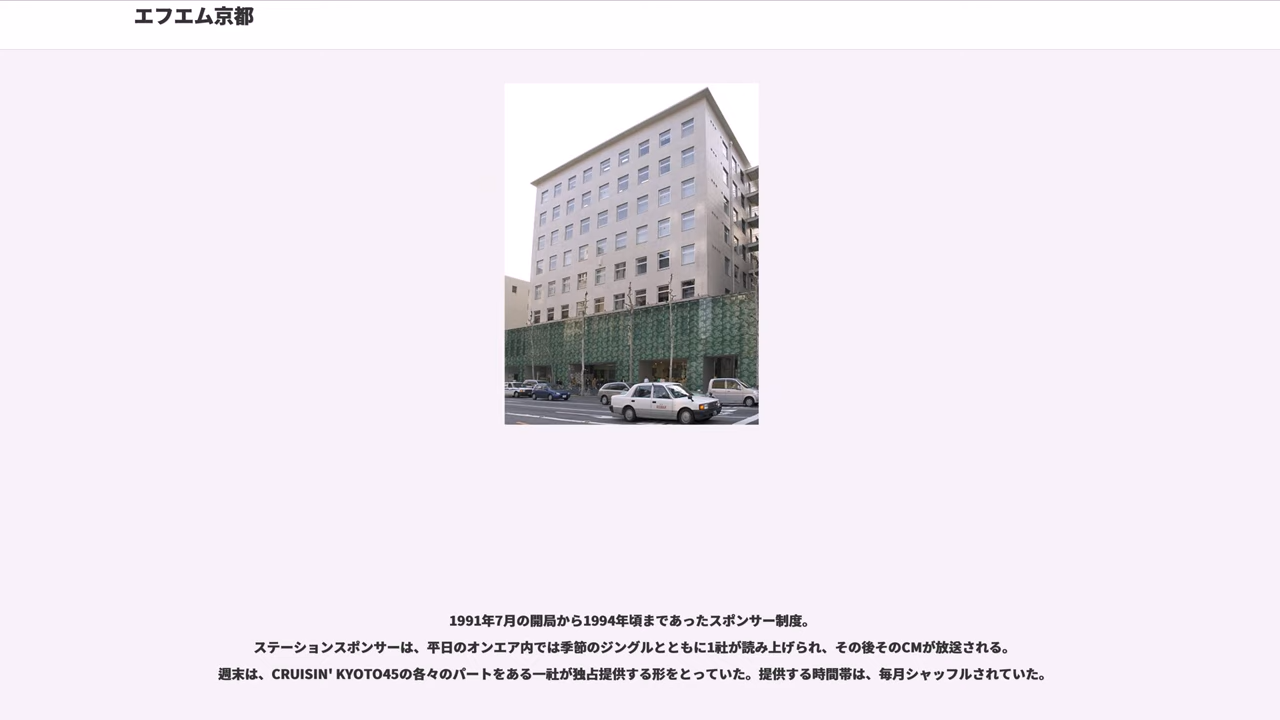 エフエム京都
1991年7月の開局から1994年頃まであったスポンサー制度。
ステーションスポンサーは、平日のオンエア内では季節のジングルとともに1社が読み上げられ、その後そのCMが放送される。
週末は、CRUISIN' KYOTO45の各々のパートをある一社が独占提供する形をとっていた。提供する時間帯は、毎月シャッフルされていた。